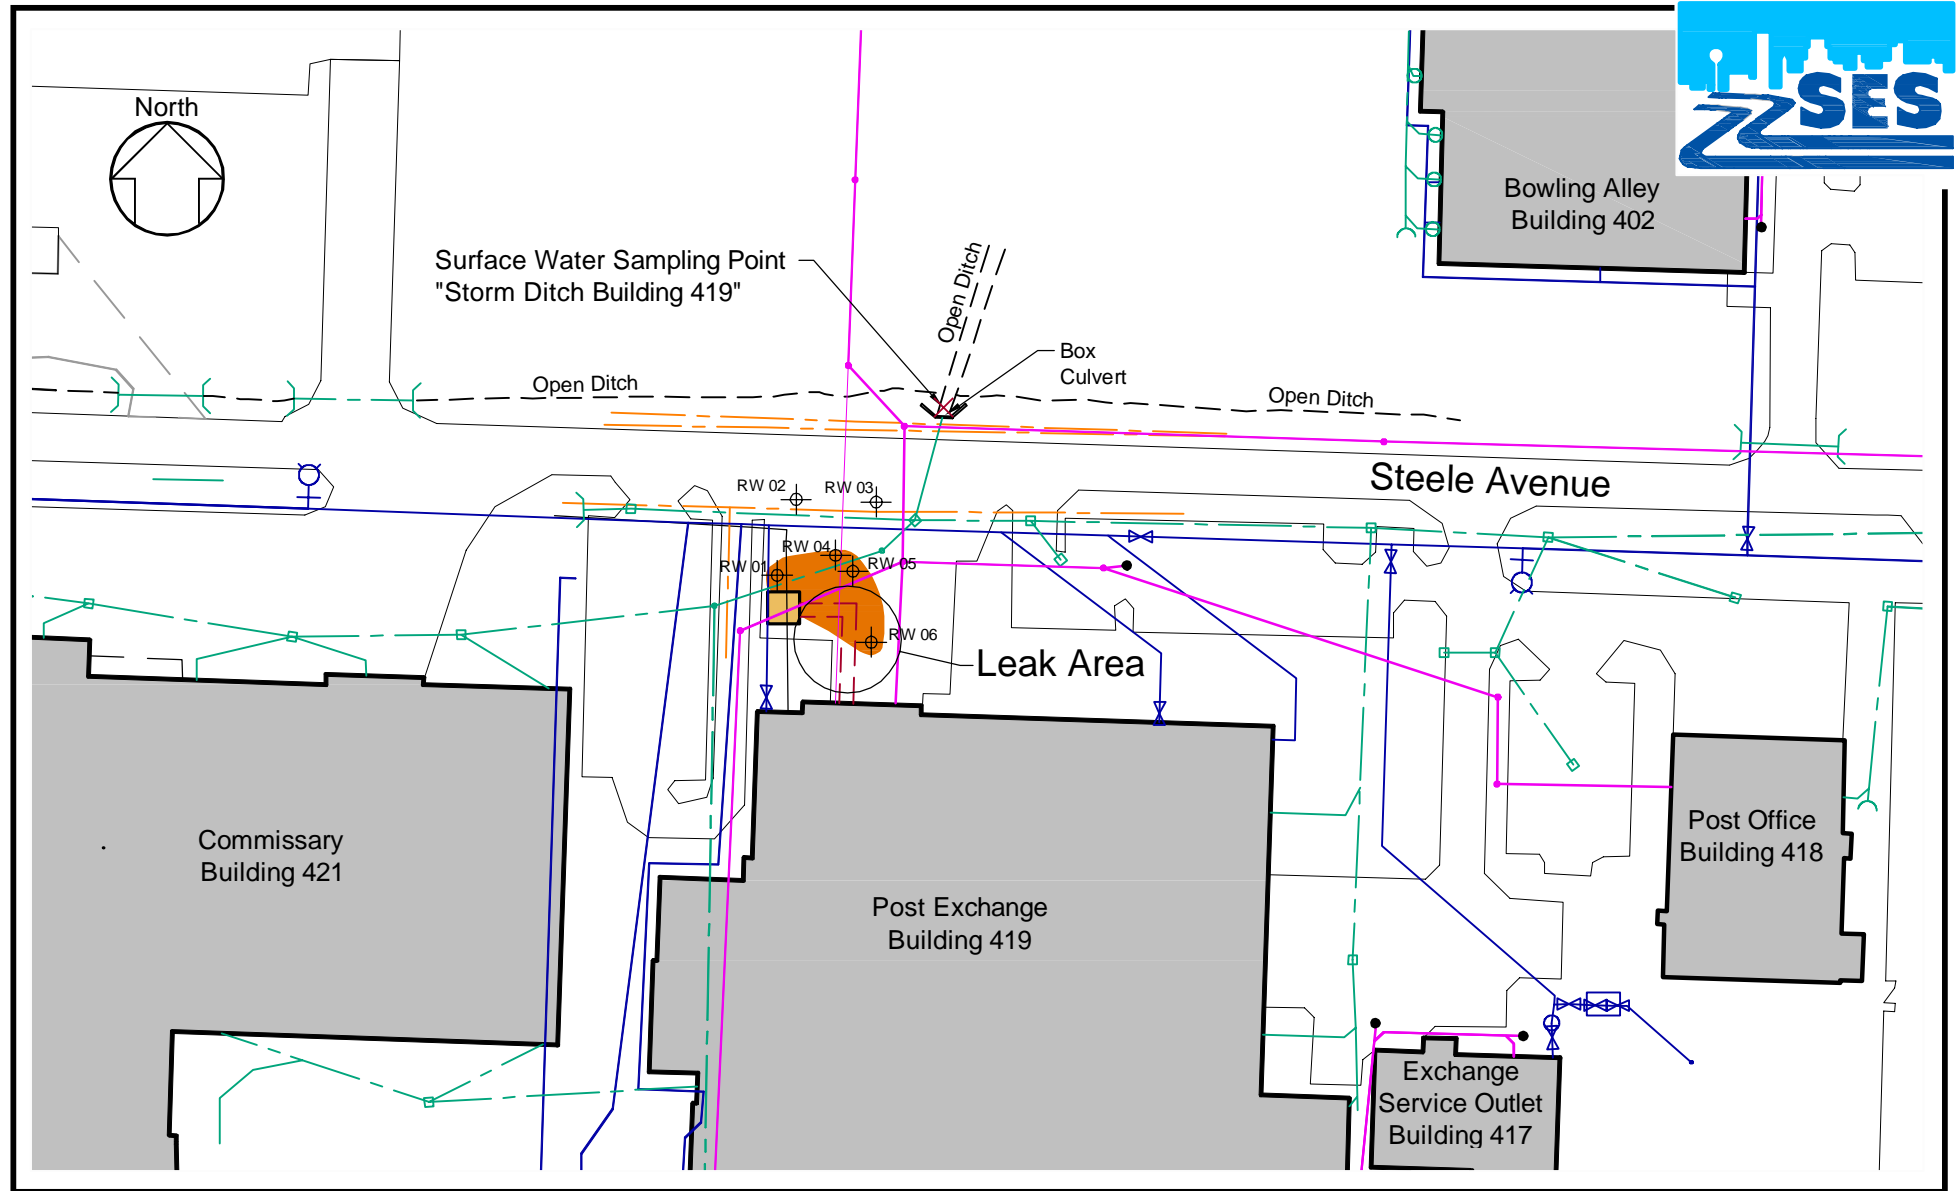 North
SES
Bowling Alley
Building 402
Surface Water Sampling Point
"Storm Ditch Building 419"
Open Ditch
Box
Culvert
Open Ditch
Open Ditch
Steele Avenue
RW 02
RW 03
RW 04
RW 01
RW 05
RW 06
Leak Area
Commissary
Building 421
Post Exchange
Building 419
Post Office
Building 418
Exchange
Service Outlet
Building 417